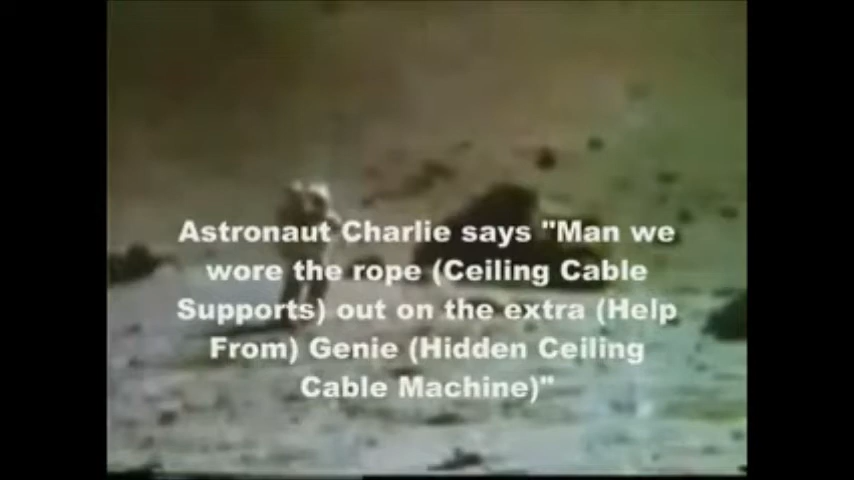 Astronaut Charlie says "Man we
wore the rope (Ceiling Cable
Supports) out on the extra (Help
From) Genie (Hidden Ceiling
Cable Machine)"